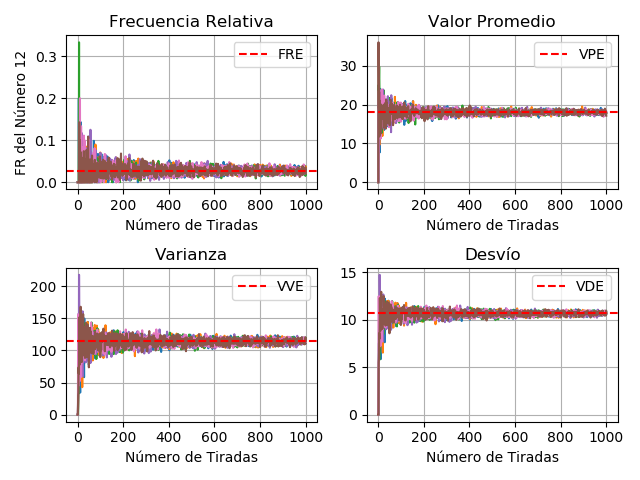 Frecuencia Relativa
FR del Número 12
0.3
0.2
0.1
0.0
FRE
0 200 400 600 800 1000
Número de Tiradas
Valor Promedio
30
20
10
0
VPE
0 200 400 600 800 1000
Número de Tiradas
Varianza
200
150
100
50
0
VVE
0 200 400 600 800 1000
Número de Tiradas
Desvío
15
10
5
0
VDE
0 200 400 600 800 1000
Número de Tiradas